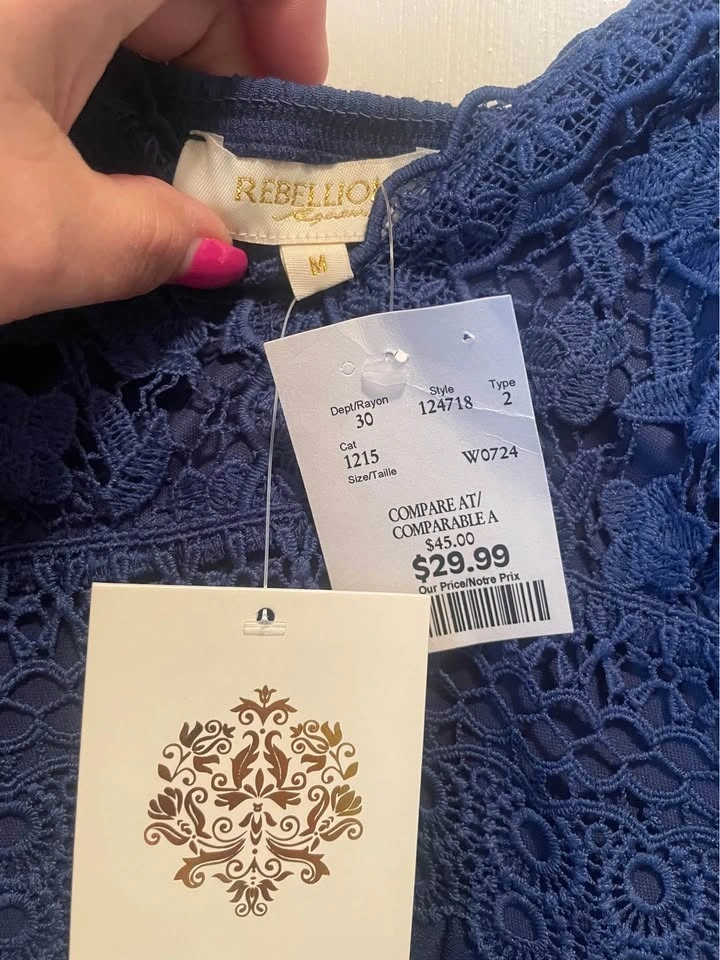 REBELLIO
M
Dept/Rayon Style Type
30 124718 2
Cat
1215 W0724
Size/Taille
COMPARE AT/
COMPARABLE A
$45.00
$29.99
Our Price/Notre Prix